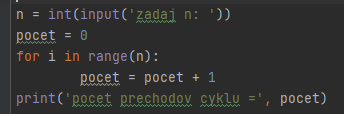 n = int(input('zadaj n: '))
pocet = 0
for i in range(n):
        pocet = pocet + 1
print('pocet prechodov cyklu =', pocet)